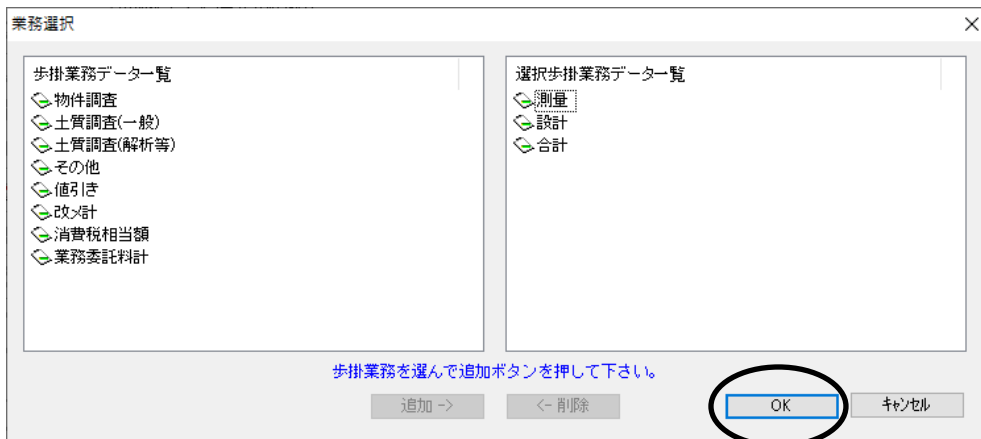 業務選択
歩掛業務データ一覧
物件調査
土質調査(一般)
土質調査(解析等)
その他
値引き
改メ計
消費税相当額
業務委託料計
選択歩掛業務データ一覧
測量
設計
合計
歩掛業務を選んで追加ボタンを押して下さい。
追加 ->
<- 削除
OK
キャンセル